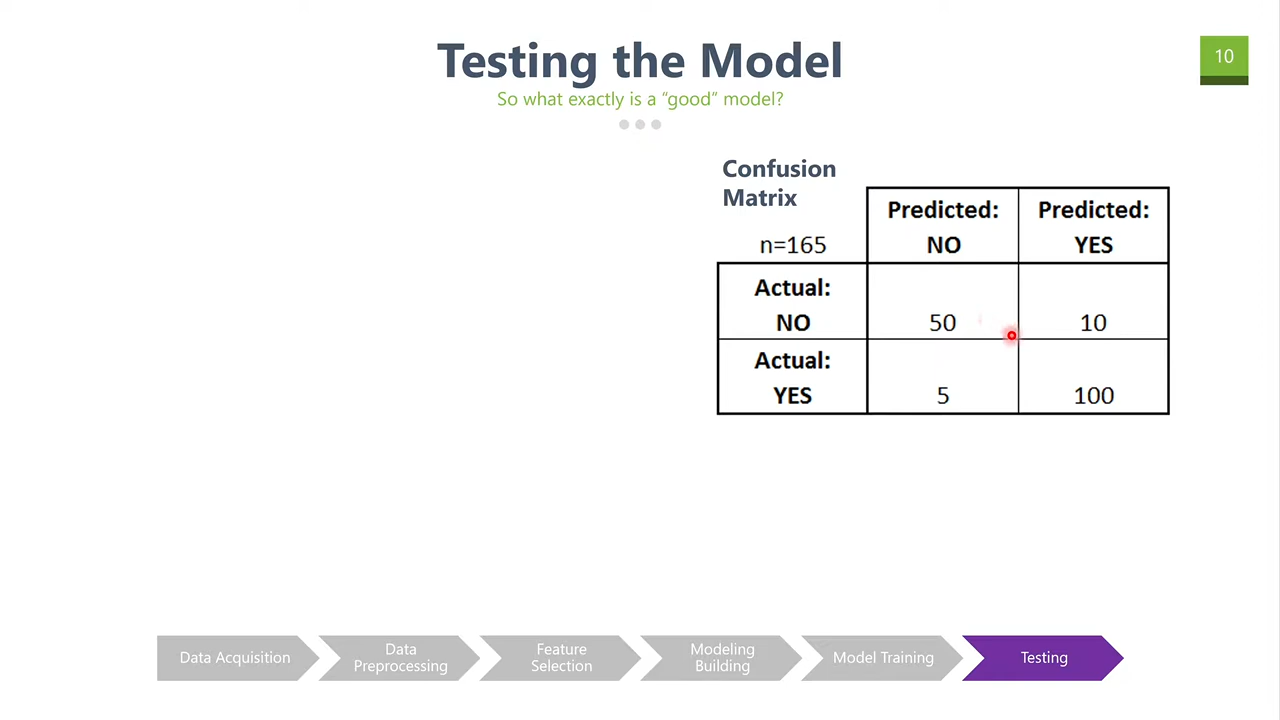 Testing the Model
So what exactly is a “good” model?
10
Confusion
Matrix
n=165
Predicted:
NO
Predicted:
YES
Actual:
NO
50
10
Actual:
YES
5
100
Data Acquisition
Data
Preprocessing
Feature
Selection
Modeling
Building
Model Training
Testing